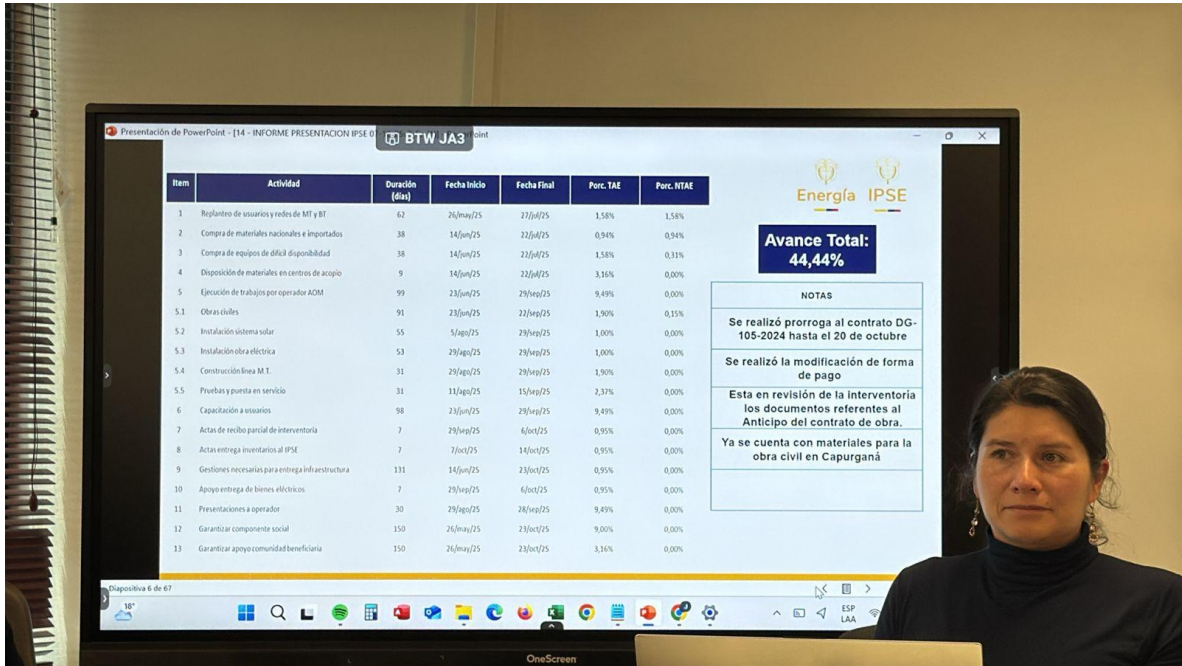 Presentación de PowerPoint - [14 - INFORME PRESENTACION IPSE 0
BTW JA3
Point
Item Actividad Duración (días) Fecha Inicio Fecha Final Porc. TAE Porc. NTAE
1 Replanteo de usuarios y redes de MT y BT 62 26/may/25 27/jul/25 1,58% 1,58%
2 Compra de materiales nacionales e importados 38 14/jun/25 22/jul/25 0,94% 0,94%
3 Compra de equipos de difícil disponibilidad 38 14/jun/25 22/jul/25 1,58% 0,31%
4 Disposición de materiales en centros de acopio 9 14/jun/25 22/jul/25 3,16% 0,00%
5 Ejecución de trabajos por operador AOM 99 23/jun/25 29/sep/25 9,49% 0,00%
5.1 Obras civiles 91 23/jun/25 22/sep/25 1,90% 0,15%
5.2 Instalación sistema solar 55 5/ago/25 29/sep/25 1,00% 0,00%
5.3 Instalación obra eléctrica 53 29/ago/25 29/sep/25 1,00% 0,00%
5.4 Construcción línea M.T. 31 29/ago/25 29/sep/25 1,90% 0,00%
5.5 Pruebas y puesta en servicio 31 11/ago/25 15/sep/25 2,37% 0,00%
6 Capacitación a usuarios 98 23/jun/25 29/sep/25 9,49% 0,00%
7 Actas de recibo parcial de interventoría 7 29/sep/25 6/oct/25 0,95% 0,00%
8 Actas entrega inventarios al IPSE 7 7/oct/25 14/oct/25 0,95% 0,00%
9 Gestiones necesarias para entrega infraestructura 131 14/jun/25 23/oct/25 0,95% 0,00%
10 Apoyo entrega de bienes eléctricos 7 29/sep/25 6/oct/25 0,95% 0,00%
11 Presentaciones a operador 30 29/ago/25 28/sep/25 9,49% 0,00%
12 Garantizar componente social 150 26/may/25 23/oct/25 9,00% 0,00%
13 Garantizar apoyo comunidad beneficiaria 150 26/may/25 23/oct/25 3,16% 0,00%
Energía IPSE
Avance Total:
44,44%
NOTAS
Se realizó prorroga al contrato DG-
105-2024 hasta el 20 de octubre
Se realizó la modificación de forma
de pago
Esta en revisión de la interventoría
los documentos referentes al
Anticipo del contrato de obra.
Ya se cuenta con materiales para la
obra civil en Capurganá
Diapositiva 6 de 67
18°
ESP
LAA
OneScreen